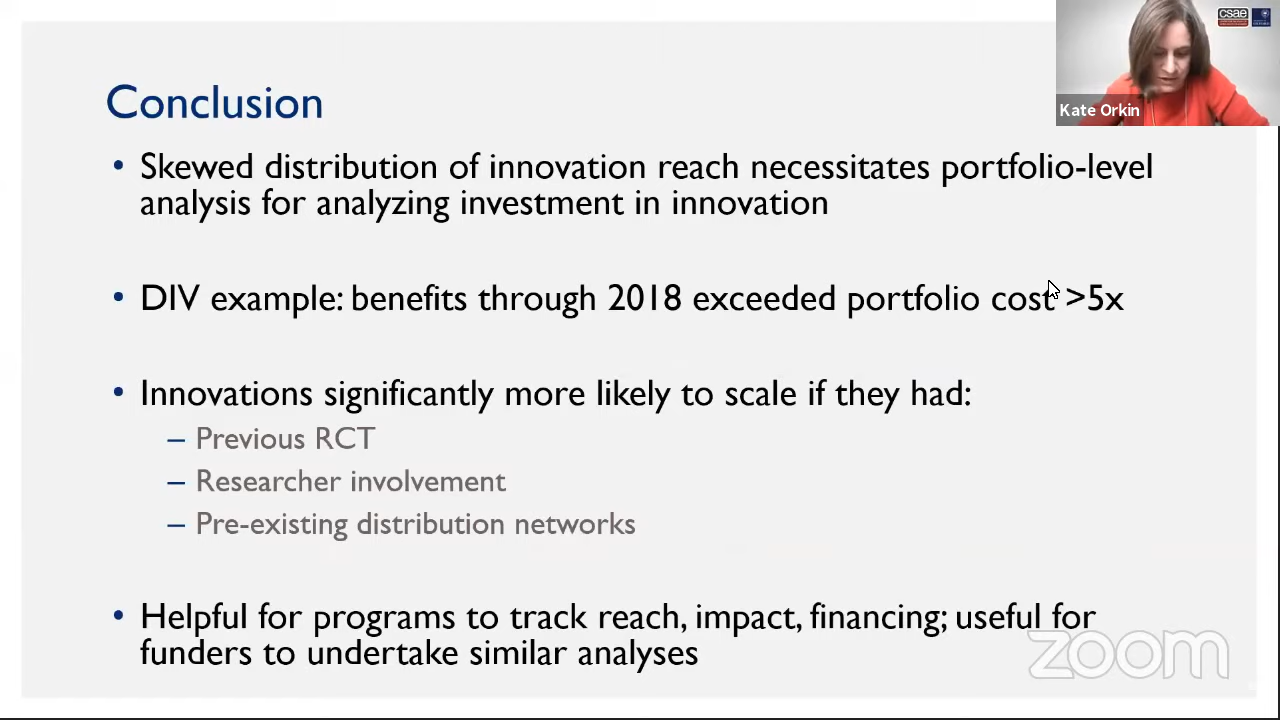 csae
Kate Orkin
Conclusion
• Skewed distribution of innovation reach necessitates portfolio-level
analysis for analyzing investment in innovation
• DIV example: benefits through 2018 exceeded portfolio cost >5x
• Innovations significantly more likely to scale if they had:
– Previous RCT
– Researcher involvement
– Pre-existing distribution networks
• Helpful for programs to track reach, impact, financing; useful for
funders to undertake similar analyses
zoom